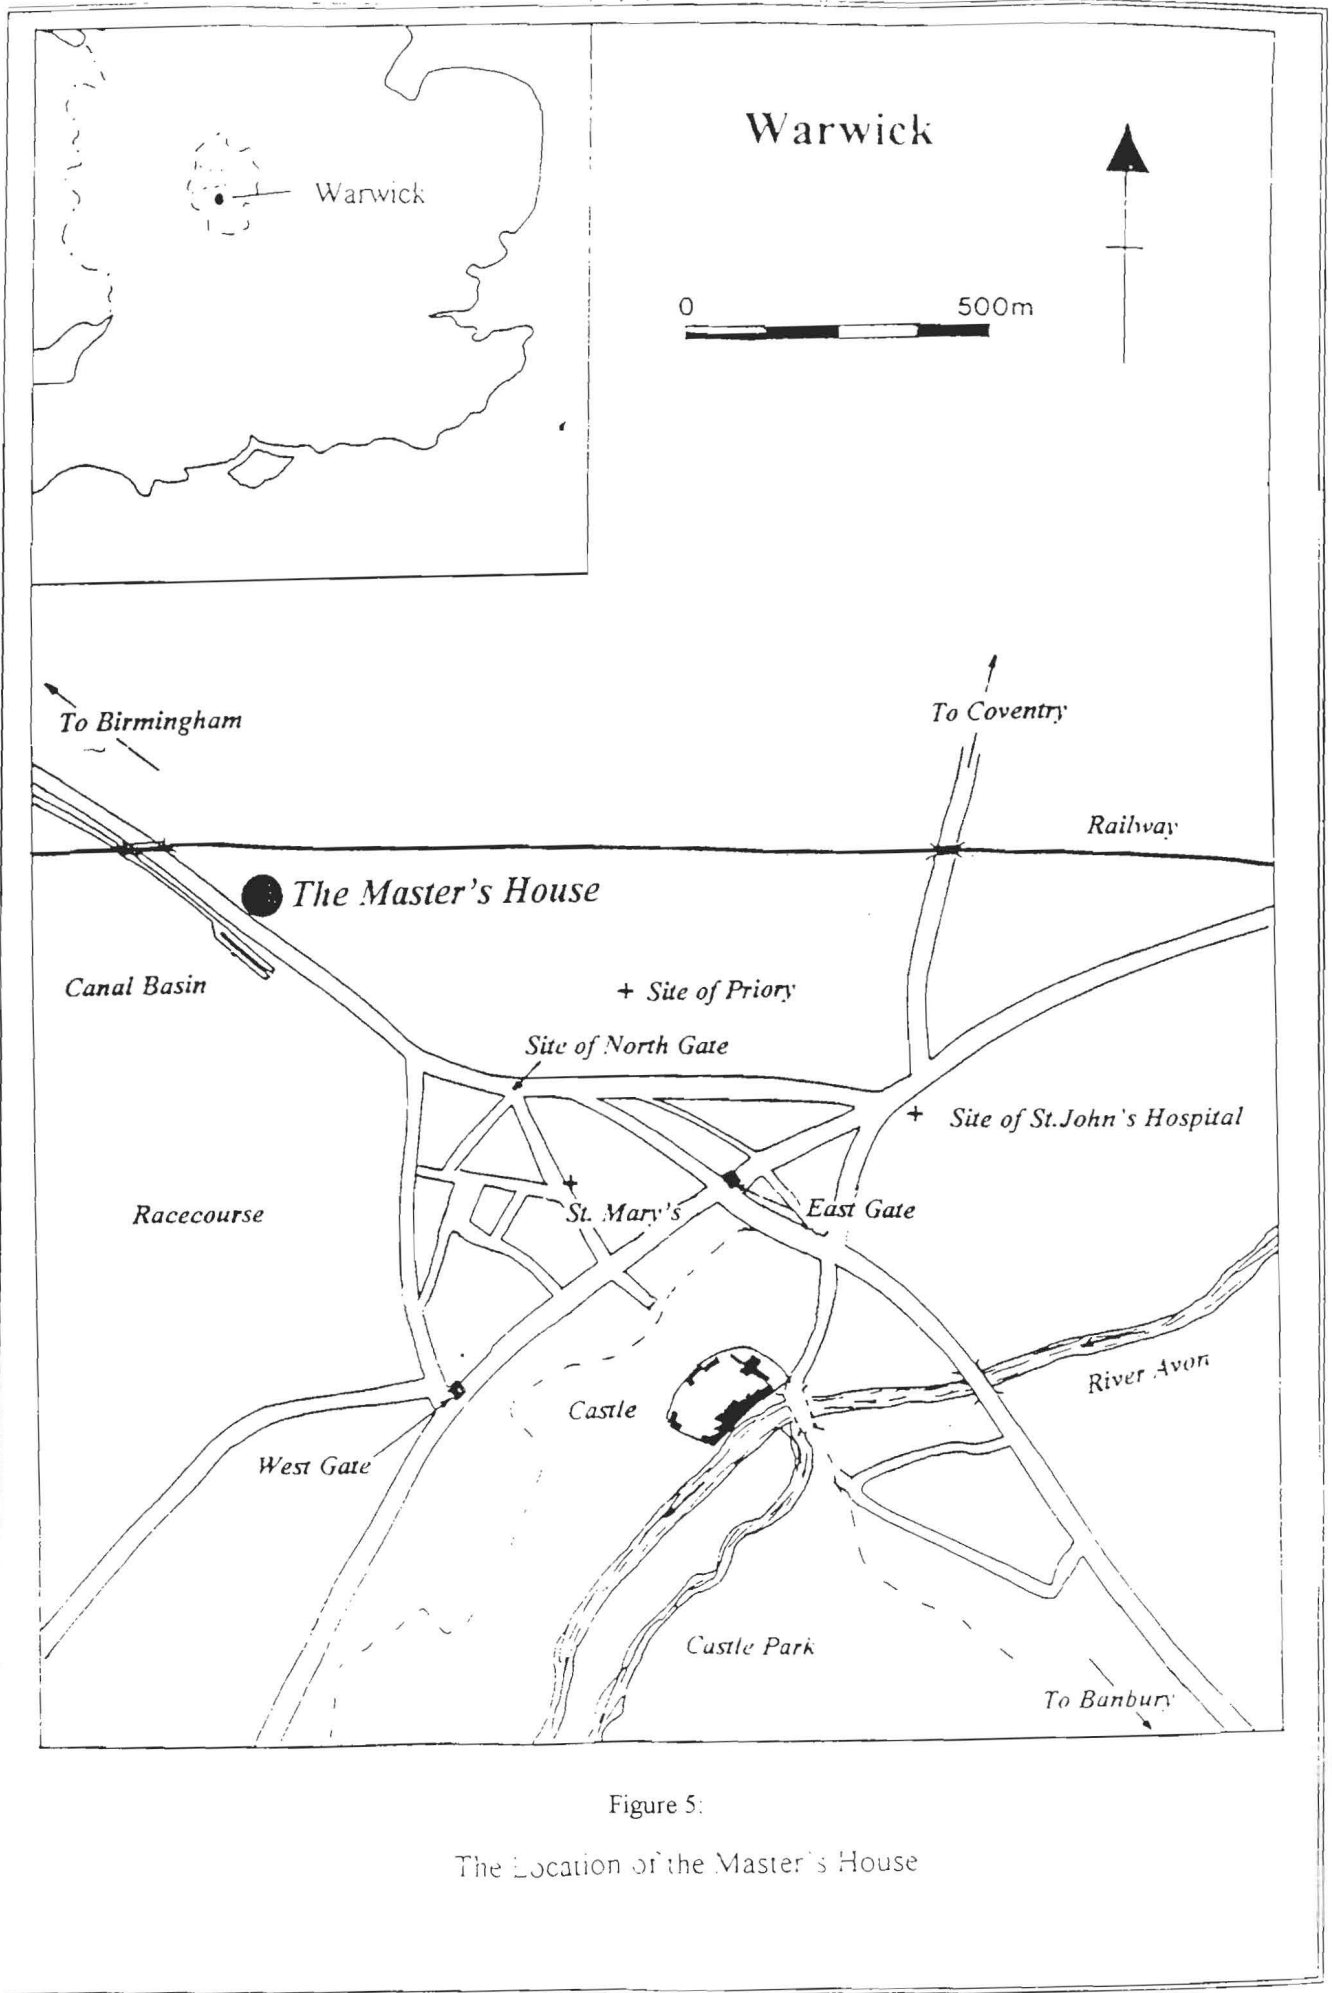 Warwick
Warwick
0 500m
To Birmingham
To Coventry
Railway
The Master's House
Canal Basin
Site of Priory
Site of North Gate
Site of St.John's Hospital
Racecourse
St. Mary's
East Gate
River Avon
Castle
West Gate
Castle Park
To Banbury
Figure 5:
The Location of the Master's House